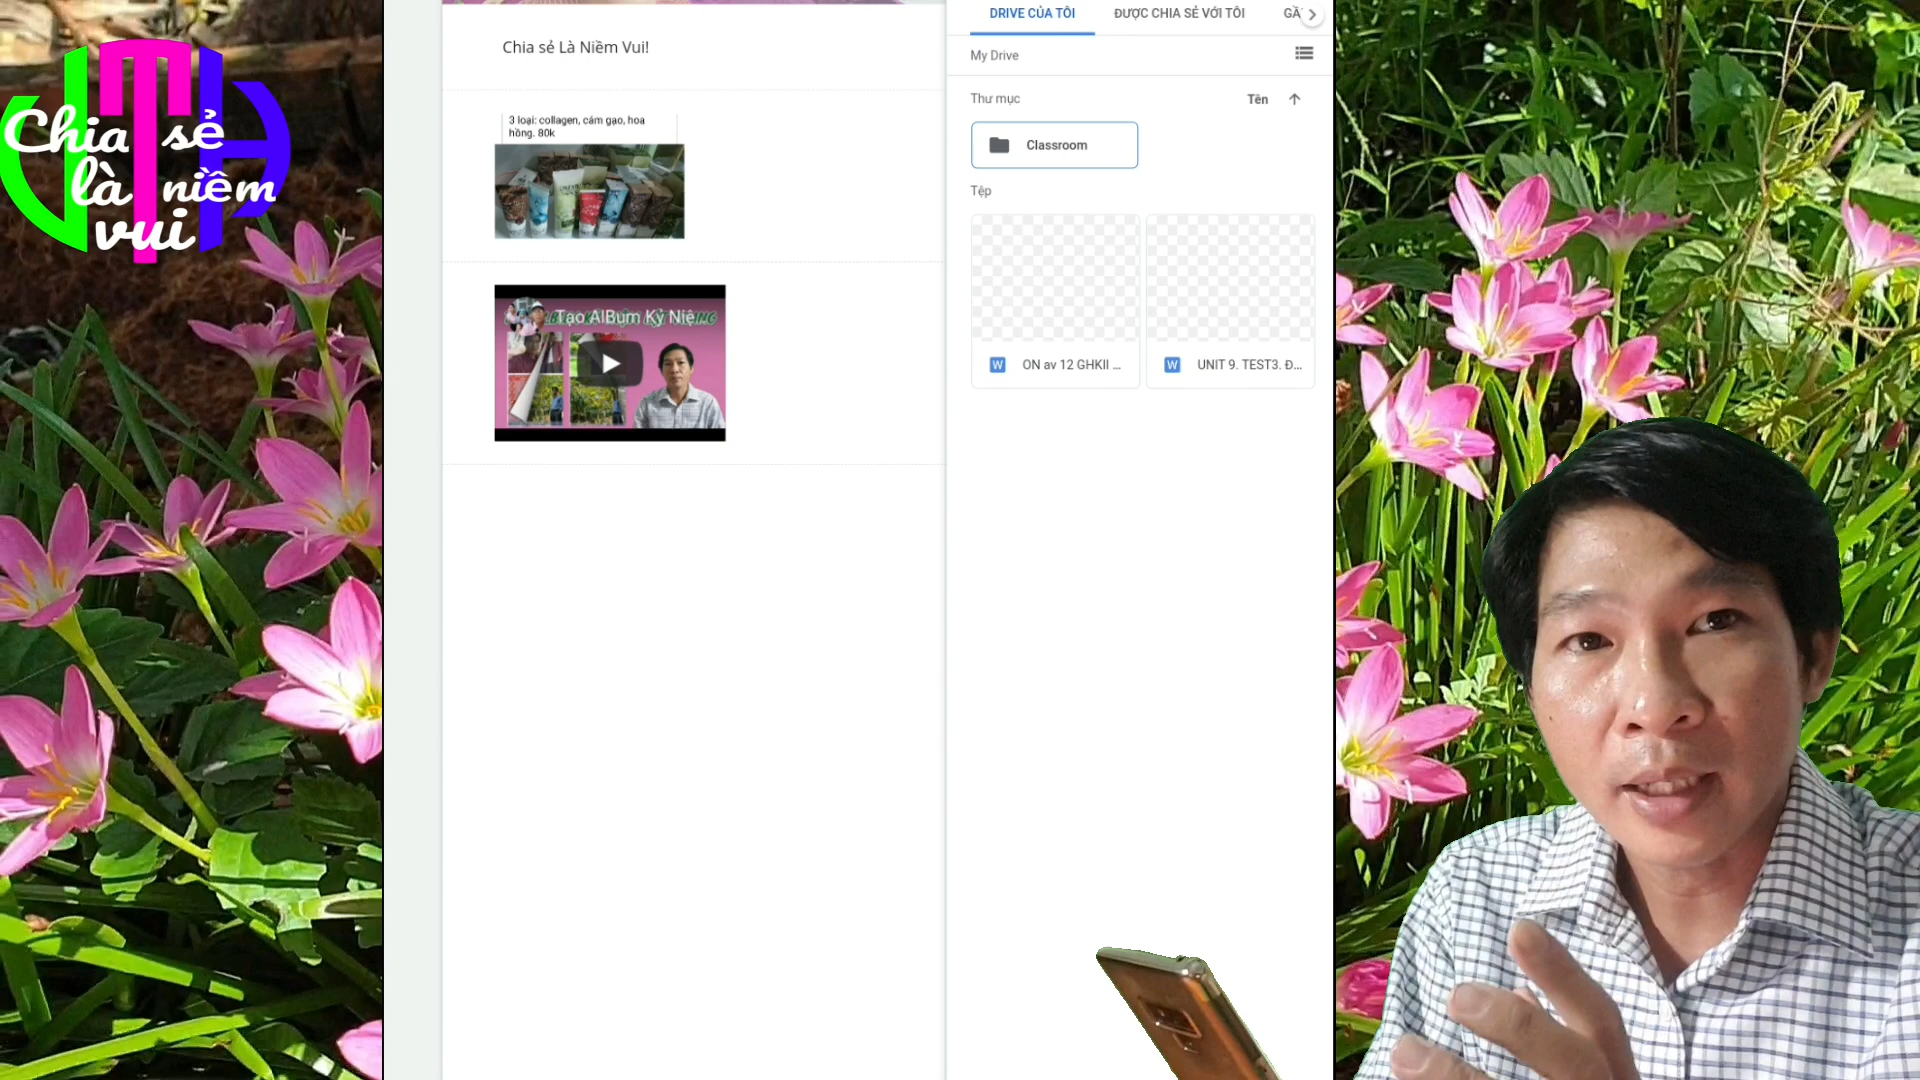 Chia sẻ
là niềm
vui
Chia sẻ Là Niềm Vui!
3 loại: collagen, cám gạo, hoa
hồng. 80k
Tạo AlBum Kỷ Niệ
DRIVE CỦA TÔI
ĐƯỢC CHIA SẺ VỚI TÔI
GẦ
My Drive
Thư mục
Tên
Classroom
Tệp
W ON av 12 GHKII ...
W UNIT 9. TEST3. Đ...